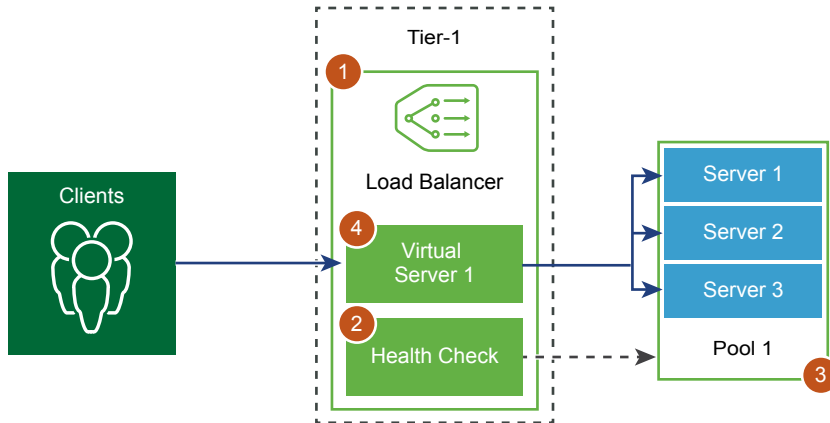 Tier-1
1
Load Balancer
Clients
4
Virtual
Server 1
2
Health Check
Server 1
Server 2
Server 3
Pool 1
3